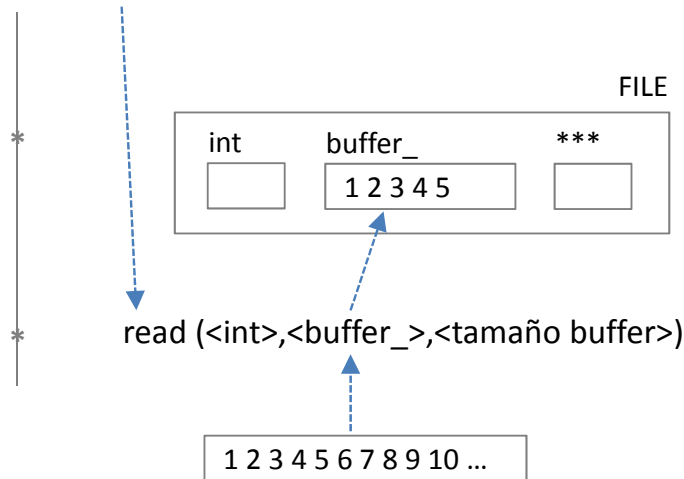 FILE
* int buffer_ ***
1 2 3 4 5
* read (<int>,<buffer_>,<tamaño buffer>)
1 2 3 4 5 6 7 8 9 10 ...